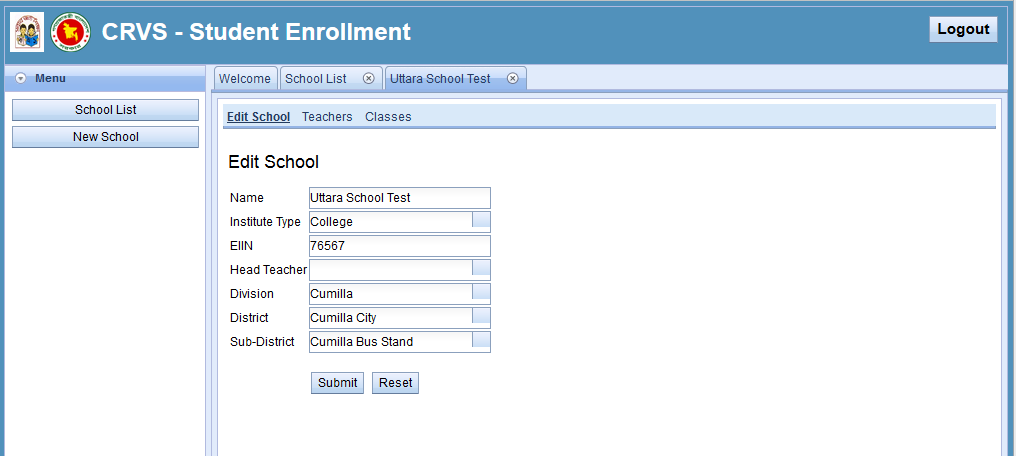 CRVS - Student Enrollment
Logout
Menu
Welcome School List Uttara School Test
School List
New School
Edit School Teachers Classes
Edit School
Name Uttara School Test
Institute Type College
EIIN 76567
Head Teacher
Division Cumilla
District Cumilla City
Sub-District Cumilla Bus Stand
Submit Reset